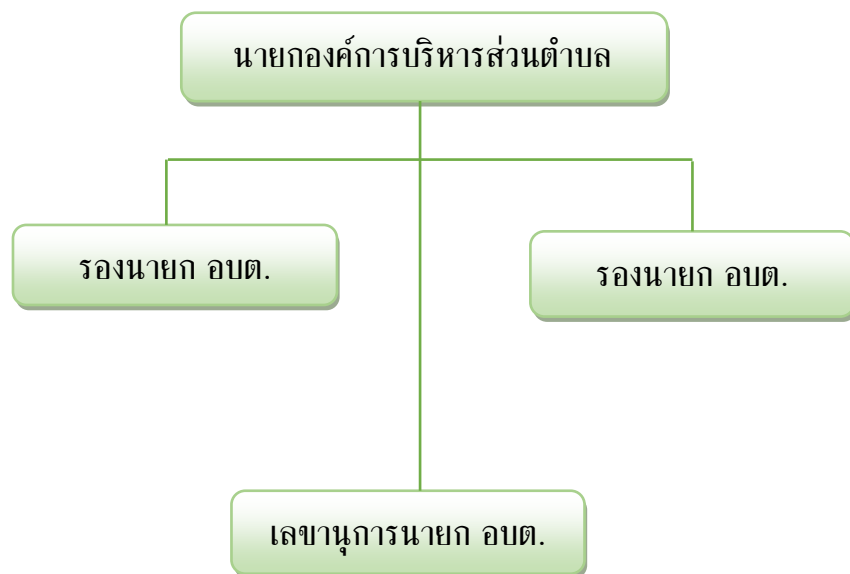 นายกองค์การบริหารส่วนตำบล
รองนายก อบต.
รองนายก อบต.
เลขานุการนายก อบต.